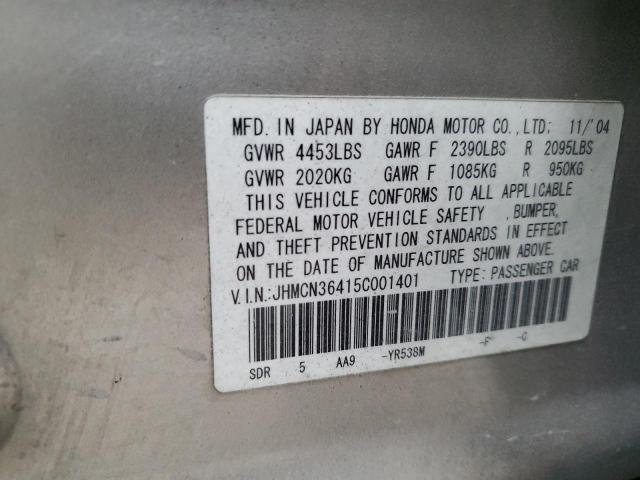 MFD. IN JAPAN BY HONDA MOTOR CO.,LTD; 11/'04
GVWR 4453LBS GAWR F 2390LBS R 2095LBS
GVWR 2020KG GAWR F 1085KG R 950KG
THIS VEHICLE CONFORMS TO ALL APPLICABLE
FEDERAL MOTOR VEHICLE SAFETY , BUMPER,
AND THEFT PREVENTION STANDARDS IN EFFECT
ON THE DATE OF MANUFACTURE SHOWN ABOVE.
V.I.N.:JHMCN36415C001401 TYPE: PASSENGER CAR
SDR 5 AA9 -YR538M -F -C